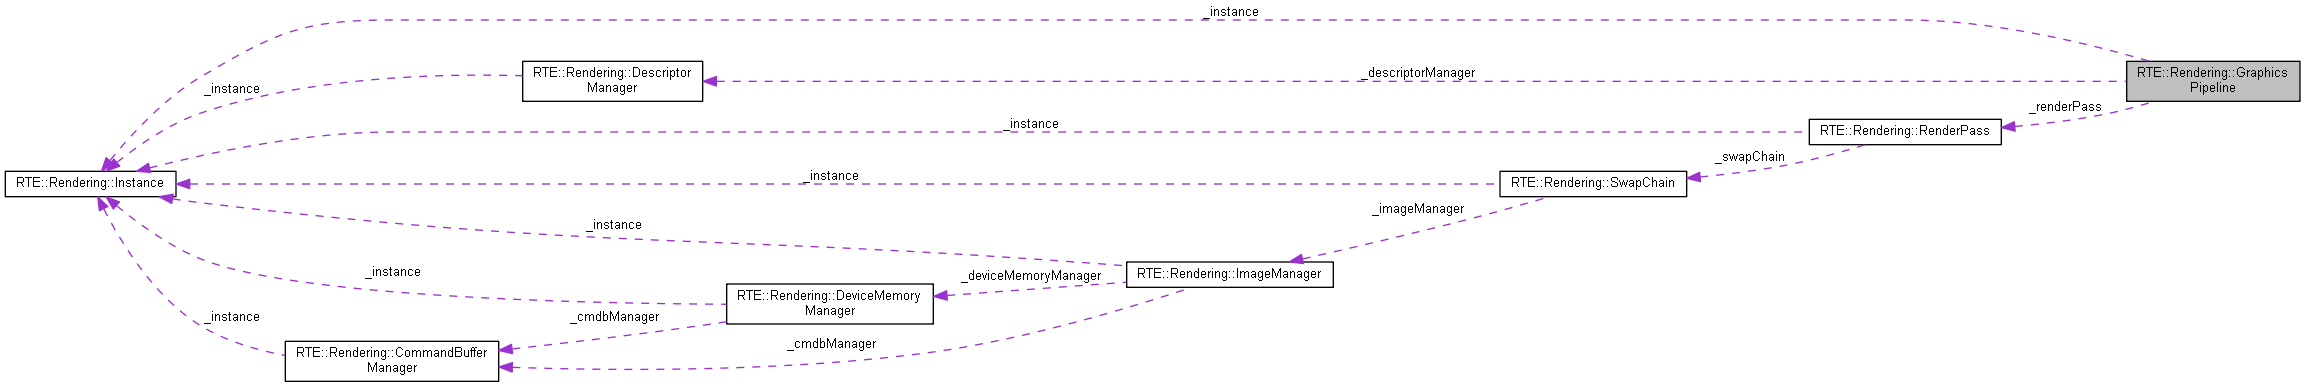 _instance
RTE::Rendering::Descriptor
Manager
_descriptorManager
RTE::Rendering::Graphics
Pipeline
_instance
_renderPass
_instance
RTE::Rendering::RenderPass
_swapChain
RTE::Rendering::Instance
_instance
RTE::Rendering::SwapChain
_imageManager
_instance
_instance
_deviceMemoryManager
RTE::Rendering::ImageManager
RTE::Rendering::DeviceMemory
Manager
_instance
_cmdbManager
_cmdbManager
RTE::Rendering::CommandBuffer
Manager